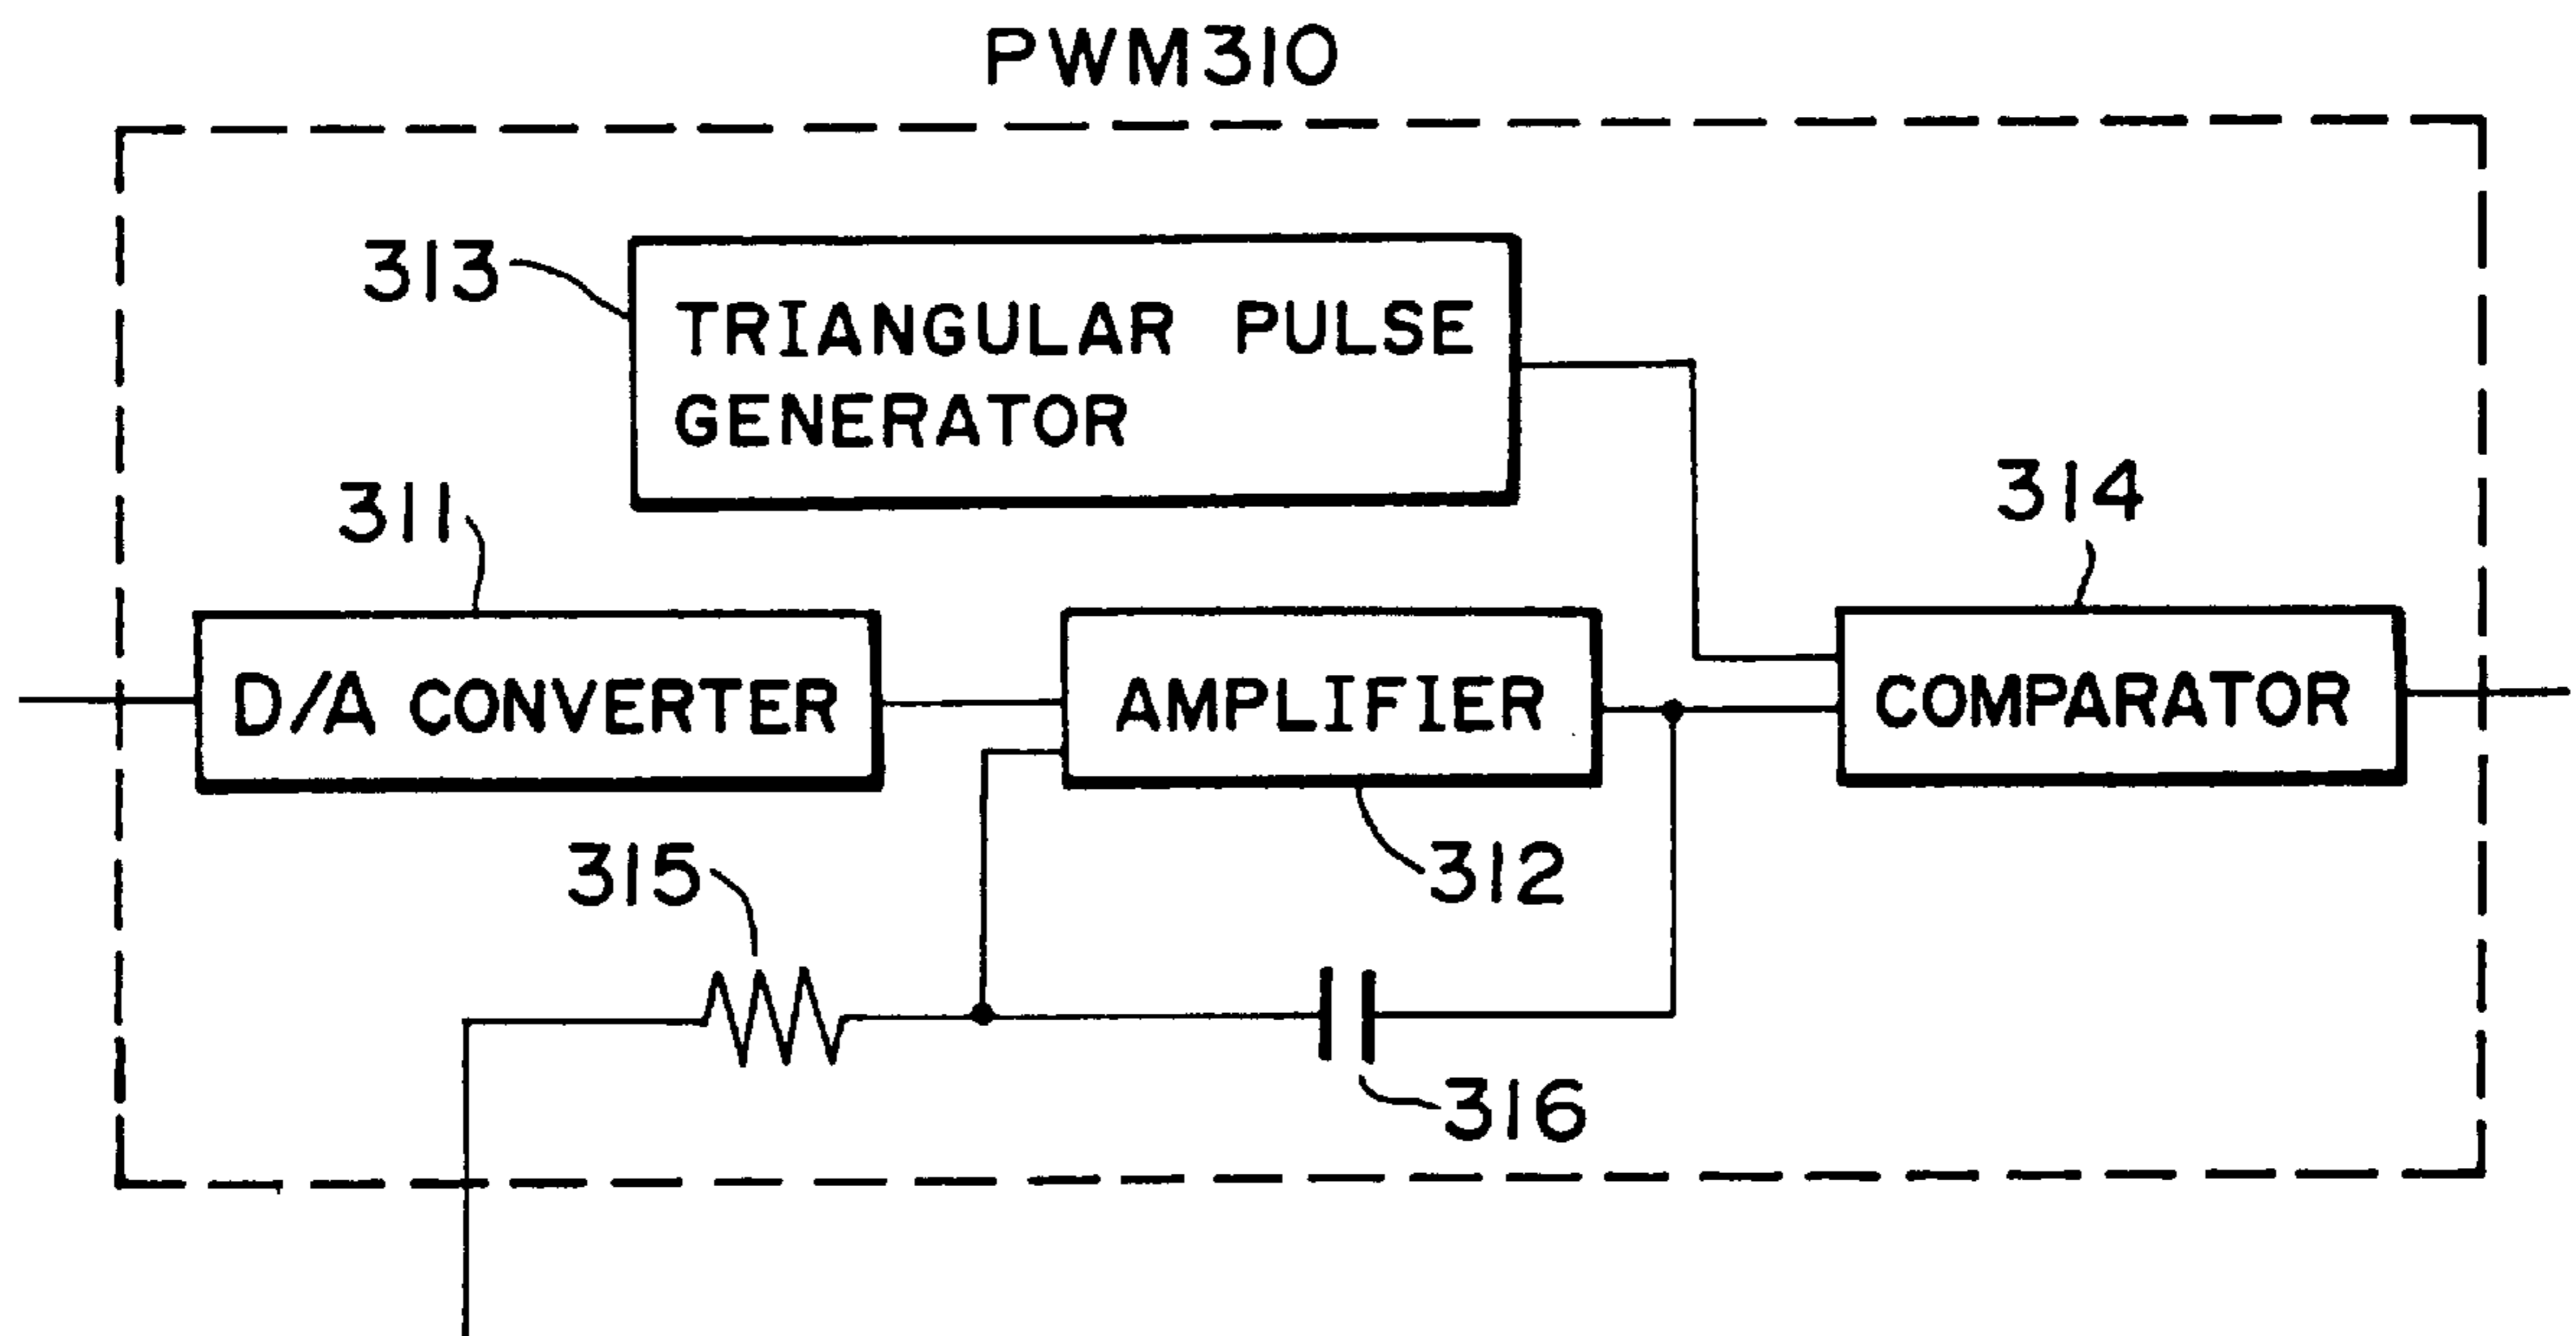 PWM310
313
TRIANGULAR PULSE
GENERATOR
311
314
D/A CONVERTER
AMPLIFIER
COMPARATOR
315
312
316